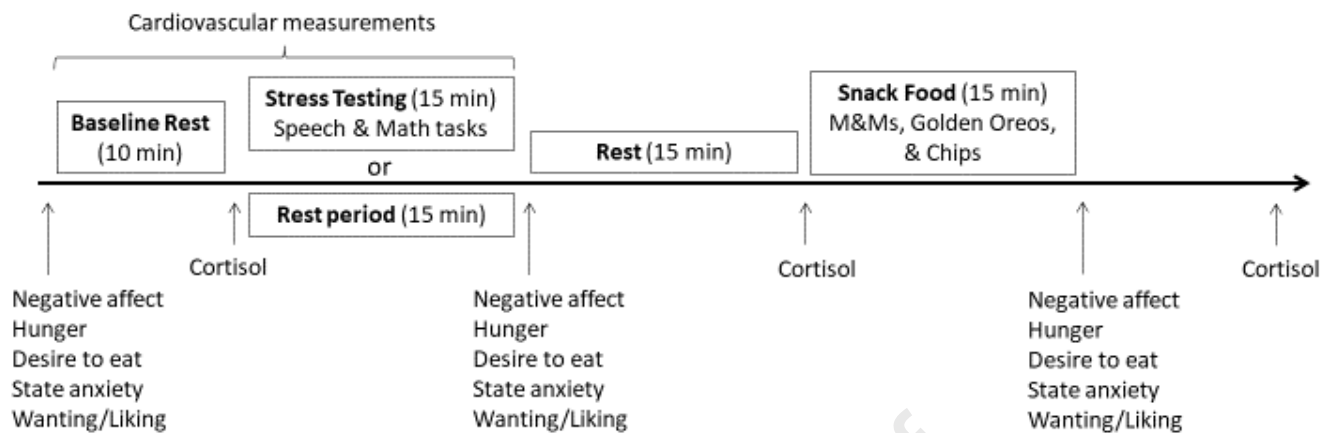 Cardiovascular measurements
Baseline Rest
(10 min)
Stress Testing (15 min)
Speech & Math tasks
or
Rest period (15 min)
Rest (15 min)
Snack Food (15 min)
M&Ms, Golden Oreos,
& Chips
Cortisol
Cortisol
Cortisol
Negative affect
Hunger
Desire to eat
State anxiety
Wanting/Liking
Negative affect
Hunger
Desire to eat
State anxiety
Wanting/Liking
Negative affect
Hunger
Desire to eat
State anxiety
Wanting/Liking